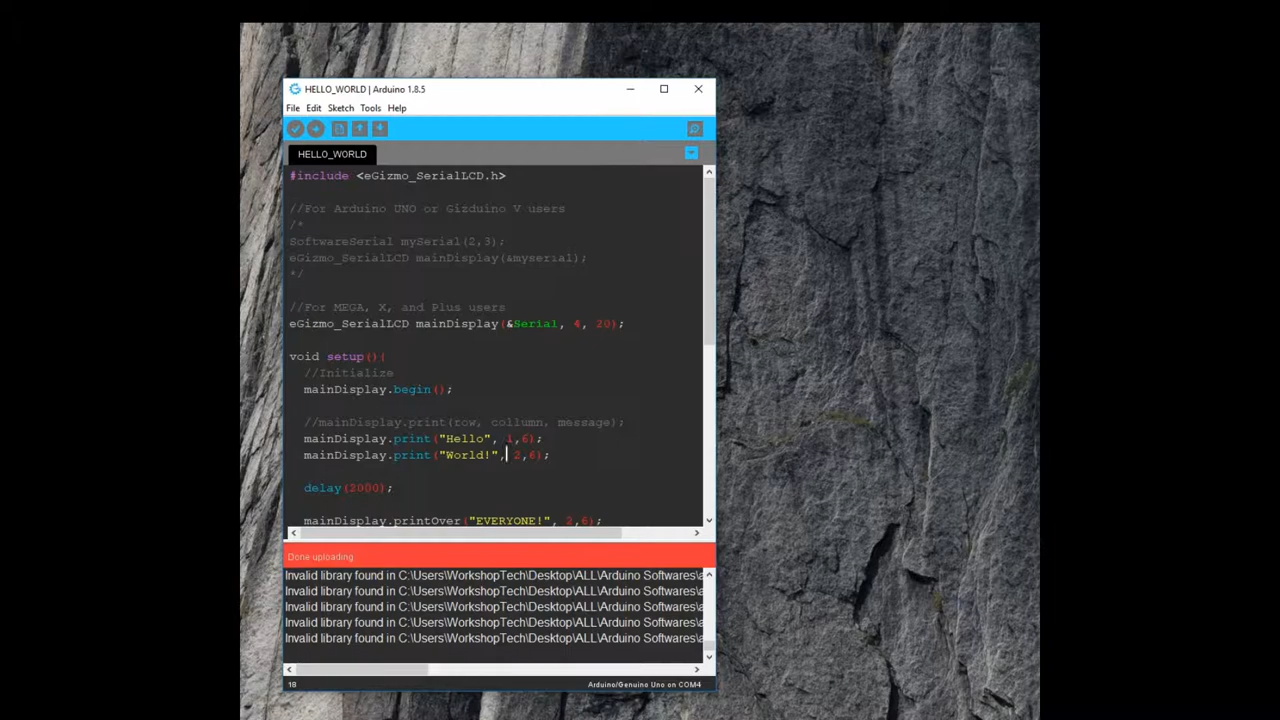 HELLO_WORLD | Arduino 1.8.5
File Edit Sketch Tools Help
HELLO_WORLD
#include <eGizmo_SerialLCD.h>
//For Arduino UNO or Gizduino V users
/*
SoftwareSerial mySerial(2,3);
eGizmo_SerialLCD mainDisplay(&myserial);
*/
//For MEGA, X, and Plus users
eGizmo_SerialLCD mainDisplay(&Serial, 4, 20);
void setup(){
//Initialize
mainDisplay.begin();
//mainDisplay.print(row, collumn, message);
mainDisplay.print("Hello", 1,6);
mainDisplay.print("World!", 2,6);
delay(2000);
mainDisplay.printOver("EVERYONE!", 2,6);
Done uploading
Invalid library found in C:\Users\WorkshopTech\Desktop\ALL\Arduino Softwares\a
Invalid library found in C:\Users\WorkshopTech\Desktop\ALL\Arduino Softwares\a
Invalid library found in C:\Users\WorkshopTech\Desktop\ALL\Arduino Softwares\a
Invalid library found in C:\Users\WorkshopTech\Desktop\ALL\Arduino Softwares\a
Invalid library found in C:\Users\WorkshopTech\Desktop\ALL\Arduino Softwares\a
18 Arduino/Genuino Uno on COM4